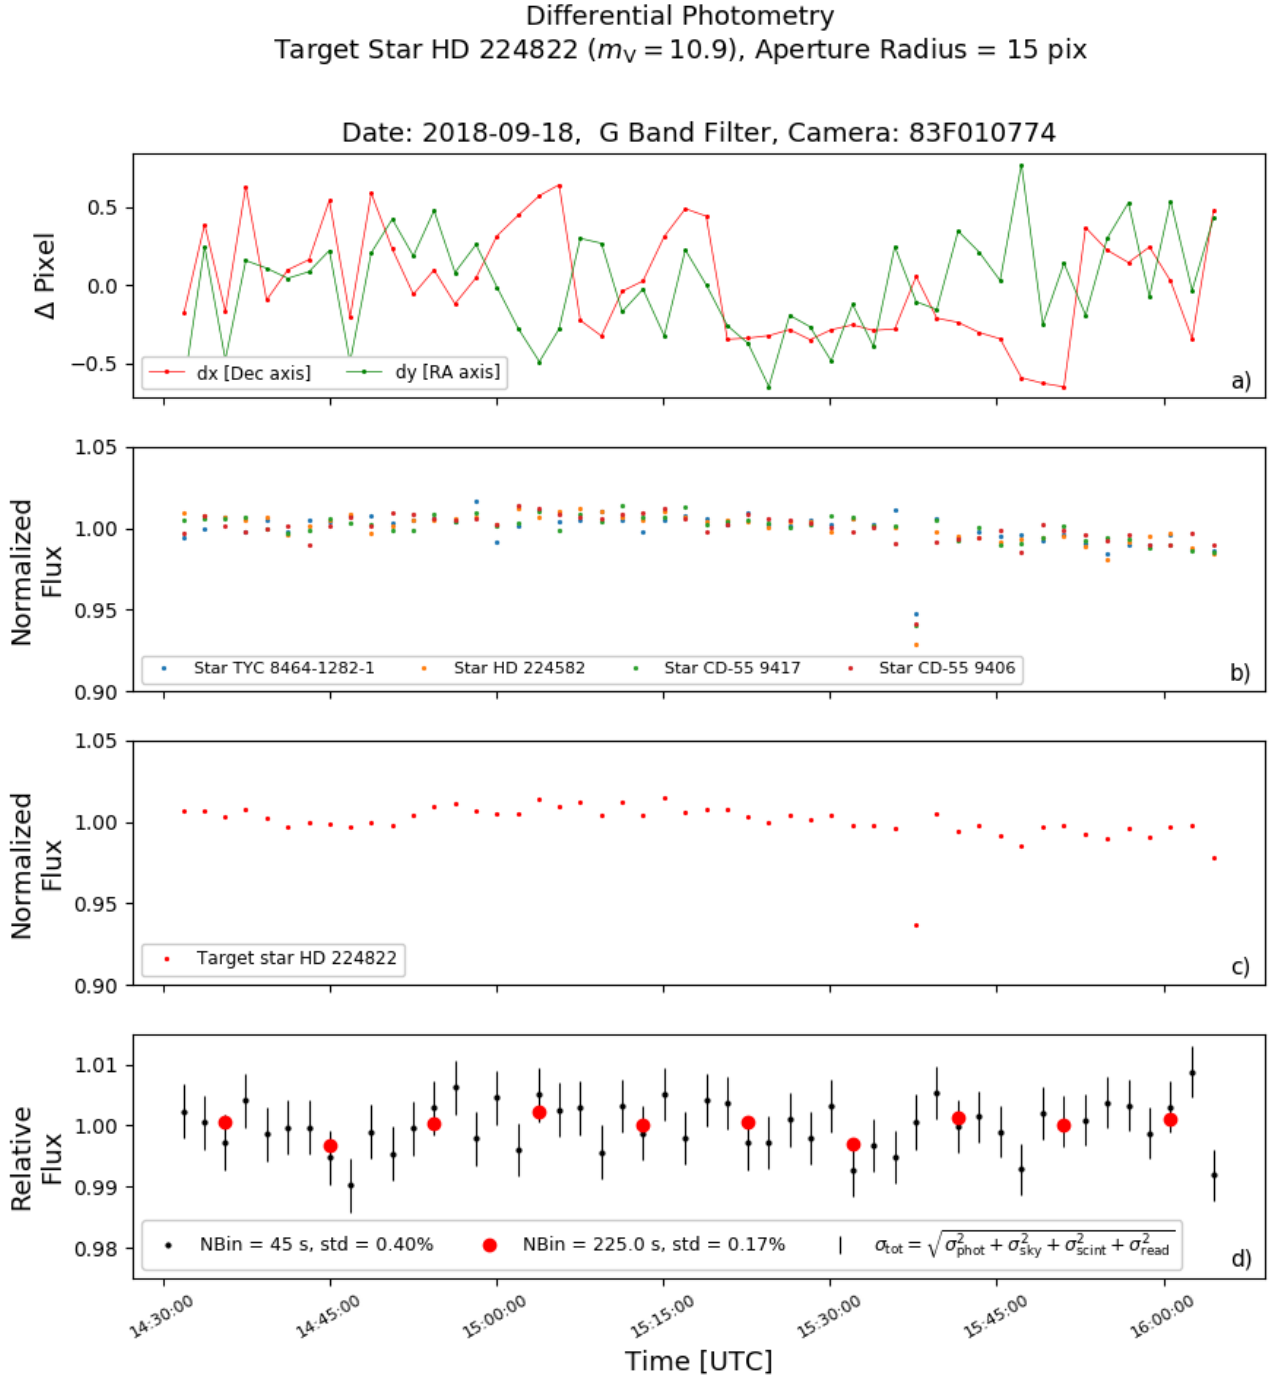 Differential Photometry
Target Star HD 224822 (m_V = 10.9), Aperture Radius = 15 pix
Date: 2018-09-18, G Band Filter, Camera: 83F010774
0.5
0.0
−0.5
Δ Pixel
dx [Dec axis]
dy [RA axis]
a)
1.05
1.00
0.95
0.90
Normalized
Flux
Star TYC 8464-1282-1
Star HD 224582
Star CD-55 9417
Star CD-55 9406
b)
1.05
1.00
0.95
0.90
Normalized
Flux
Target star HD 224822
c)
1.01
1.00
0.99
0.98
Relative
Flux
NBin = 45 s, std = 0.40%
NBin = 225.0 s, std = 0.17%
σ_tot = √(σ²_phot + σ²_sky + σ²_scint + σ²_read)
d)
14:30:00
14:45:00
15:00:00
15:15:00
15:30:00
15:45:00
16:00:00
Time [UTC]